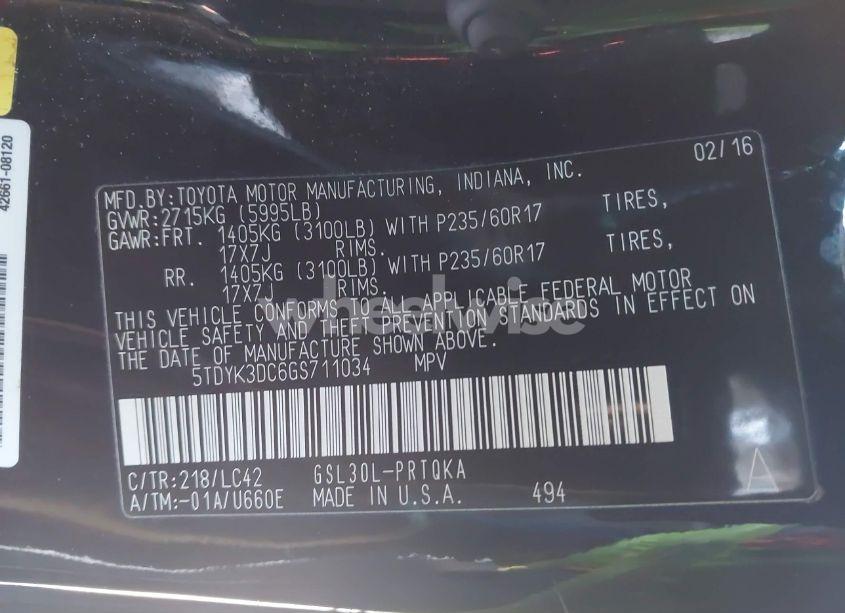 42661-08120
02/16
MFD.BY:TOYOTA MOTOR MANUFACTURING, INDIANA, INC.
GVWR:2715KG (5995LB)
GAWR:FRT. 1405KG (3100LB) WITH P235/60R17 TIRES,
17X7J RIMS.
RR. 1405KG (3100LB) WITH P235/60R17 TIRES,
17X7J RIMS.
THIS VEHICLE CONFORMS TO ALL APPLICABLE FEDERAL MOTOR
VEHICLE SAFETY AND THEFT PREVENTION STANDARDS IN EFFECT ON
THE DATE OF MANUFACTURE SHOWN ABOVE.
5TDYK3DC6GS711034 MPV
C/TR:218/LC42 GSL30L-PRTQKA
A/TM:-01A/U660E MADE IN U.S.A. 494
A
wheelwise